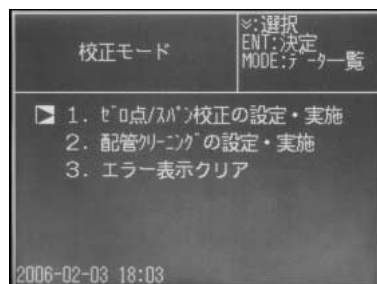 校正モード
≫:選択
ENT:決定
MODE:ﾃﾞｰﾀ一覧
▶ 1. ｾﾞﾛ点/ｽﾊﾟﾝ校正の設定・実施
2. 配管ｸﾘｰﾆﾝｸﾞの設定・実施
3. エラー表示クリア
2006-02-03 18:03